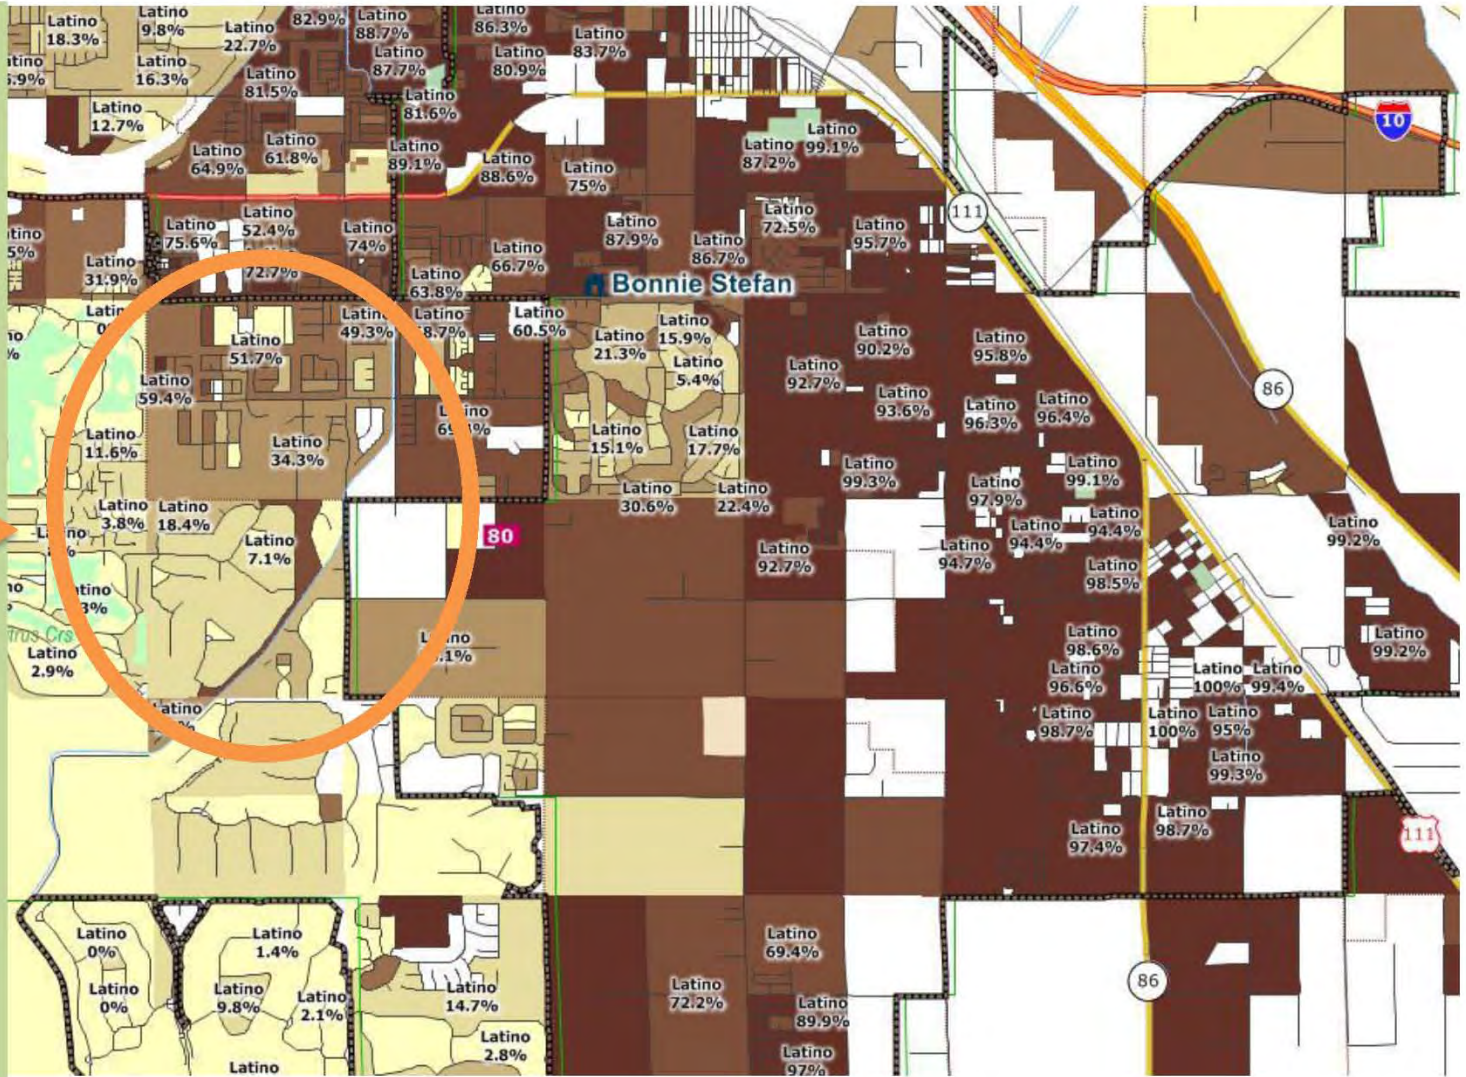 Latino
18.3%
Latino
9.8%
Latino
22.7%
82.9%
Latino
88.7%
Latino
86.3%
Latino
83.7%
Latino
16.3%
Latino
81.5%
Latino
87.7%
Latino
80.9%
Latino
12.7%
Latino
81.6%
Latino
64.9%
Latino
61.8%
Latino
89.1%
Latino
88.6%
Latino
75%
Latino
87.2%
Latino
99.1%
10
111
Latino
75.6%
Latino
52.4%
Latino
74%
Latino
87.9%
Latino
86.7%
Latino
72.5%
Latino
95.7%
5%
Latino
31.9%
72.7%
Latino
63.8%
Latino
66.7%
Bonnie Stefan
Latino
49.3%
Latino
Latino
60.5%
Latino
51.7%
Latino
59.4%
Latino
21.3%
Latino
15.9%
Latino
5.4%
Latino
90.2%
Latino
95.8%
Latino
92.7%
Latino
93.6%
Latino
96.3%
Latino
96.4%
86
Latino
11.6%
Latino
34.3%
Latino
15.1%
Latino
17.7%
Latino
99.3%
Latino
99.1%
Latino
97.9%
Latino
30.6%
Latino
22.4%
Latino
3.8%
Latino
18.4%
Latino
7.1%
80
Latino
92.7%
Latino
94.7%
Latino
94.4%
Latino
94.4%
Latino
99.2%
Latino
98.5%
Latino
2.9%
Latino
98.6%
Latino
96.6%
Latino
100%
Latino
99.4%
Latino
99.2%
Latino
Latino
98.7%
Latino
100%
Latino
95%
Latino
99.3%
Latino
97.4%
Latino
98.7%
111
Latino
0%
Latino
1.4%
Latino
69.4%
Latino
0%
Latino
9.8%
Latino
2.1%
Latino
14.7%
Latino
72.2%
Latino
89.9%
86
Latino
2.8%
Latino
97%
Latino